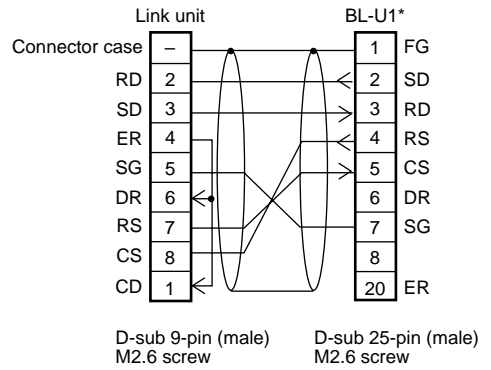 Link unit BL-U1*
Connector case – 1 FG
RD 2 2 SD
SD 3 3 RD
ER 4 4 RS
SG 5 5 CS
DR 6 6 DR
RS 7 7 SG
CS 8 8
CD 1 20 ER
D-sub 9-pin (male) D-sub 25-pin (male)
M2.6 screw M2.6 screw